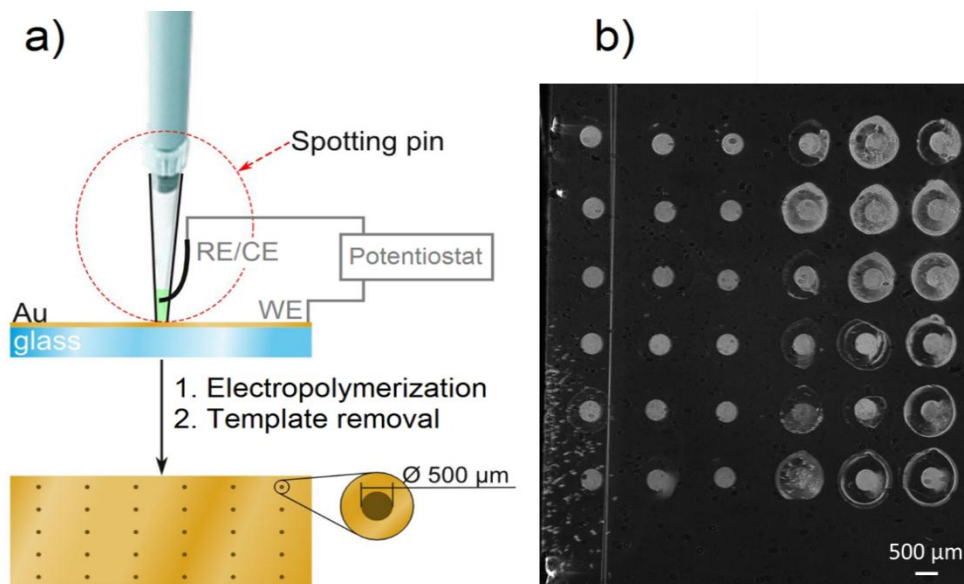 a)
Spotting pin
RE/CE
Potentiostat
Au
WE
glass
1. Electropolymerization
2. Template removal
Ø 500 µm
b)
500 µm